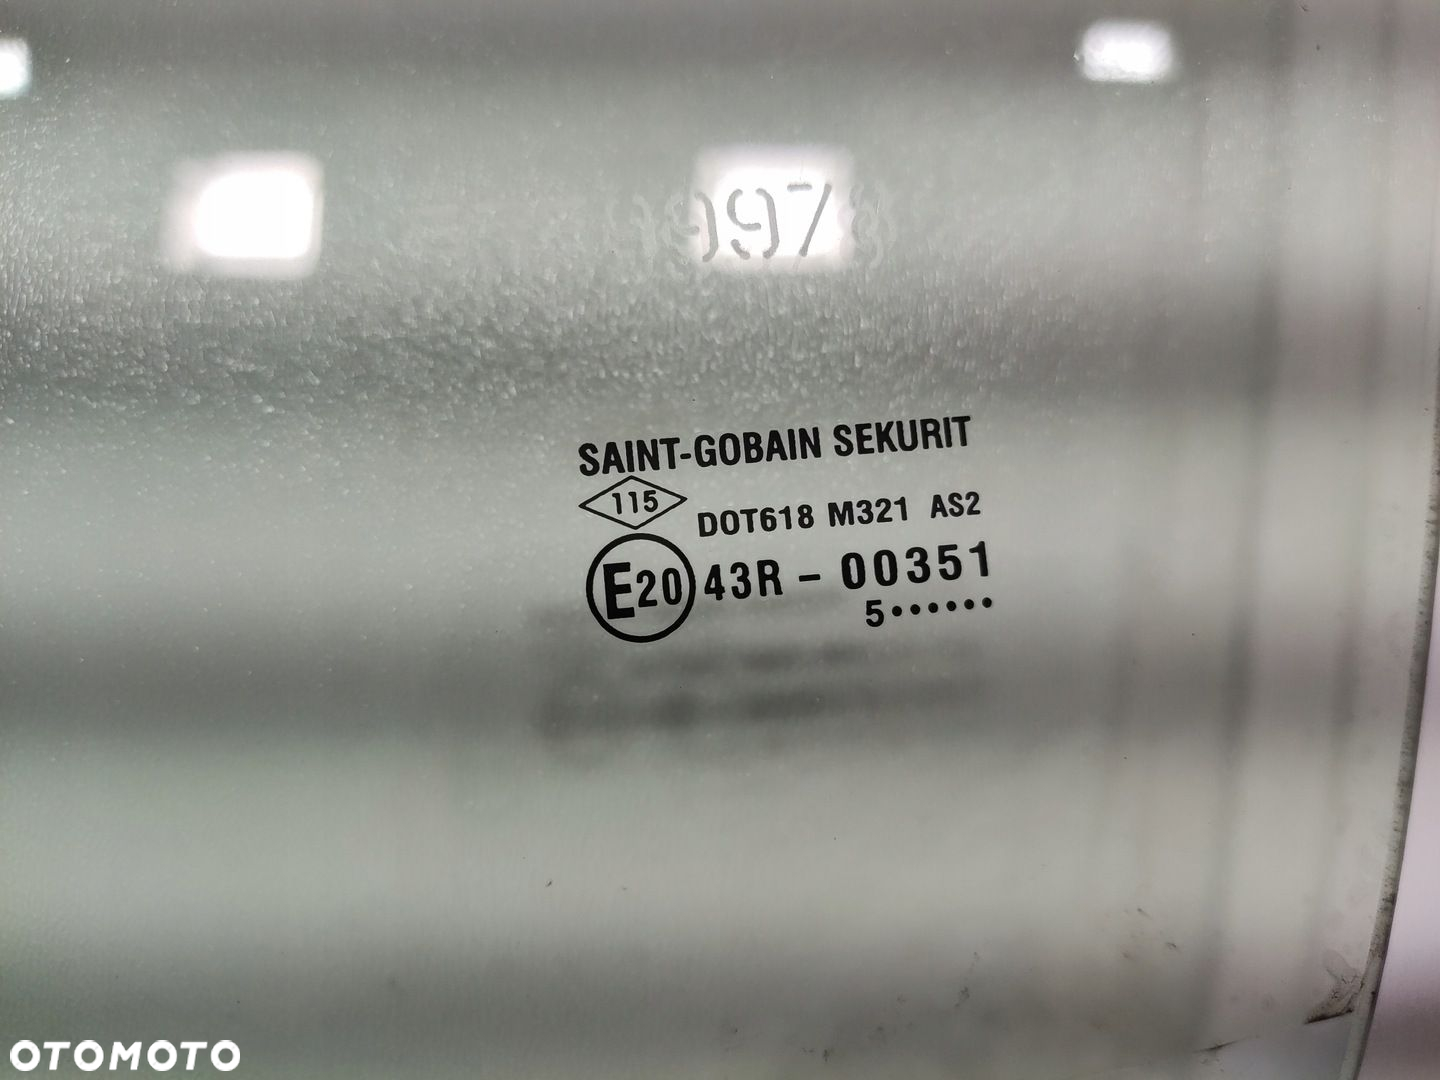 SAINT-GOBAIN SEKURIT
115
DOT618 M321 AS2
E20 43R - 00351
5••••••
OTOMOTO